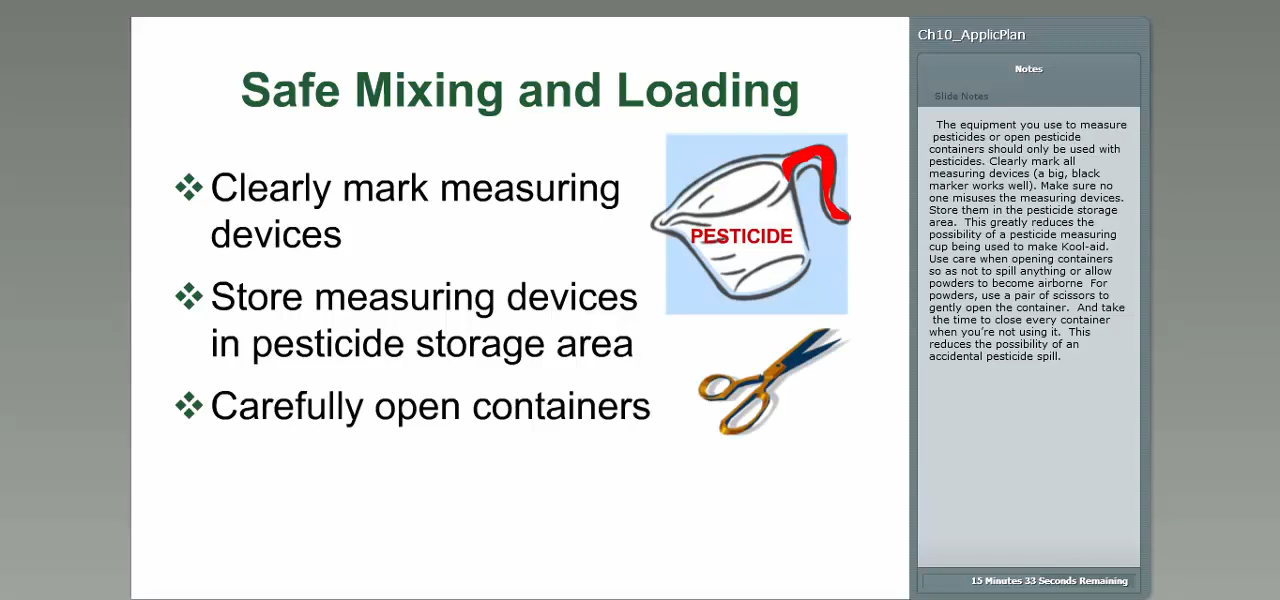 Safe Mixing and Loading
Clearly mark measuring
devices
Store measuring devices
in pesticide storage area
Carefully open containers
PESTICIDE
Ch10_ApplicPlan
Notes
Slide Notes
The equipment you use to measure
pesticides or open pesticide
containers should only be used with
pesticides. Clearly mark all
measuring devices (a big, black
marker works well). Make sure no
one misuses the measuring devices.
Store them in the pesticide storage
area.  This greatly reduces the
possibility of a pesticide measuring
cup being used to make Kool-aid.
Use care when opening containers
so as not to spill anything or allow
powders to become airborne  For
powders, use a pair of scissors to
gently open the container.  And take
the time to close every container
when you're not using it.  This
reduces the possibility of an
accidental pesticide spill.
15 Minutes 33 Seconds Remaining